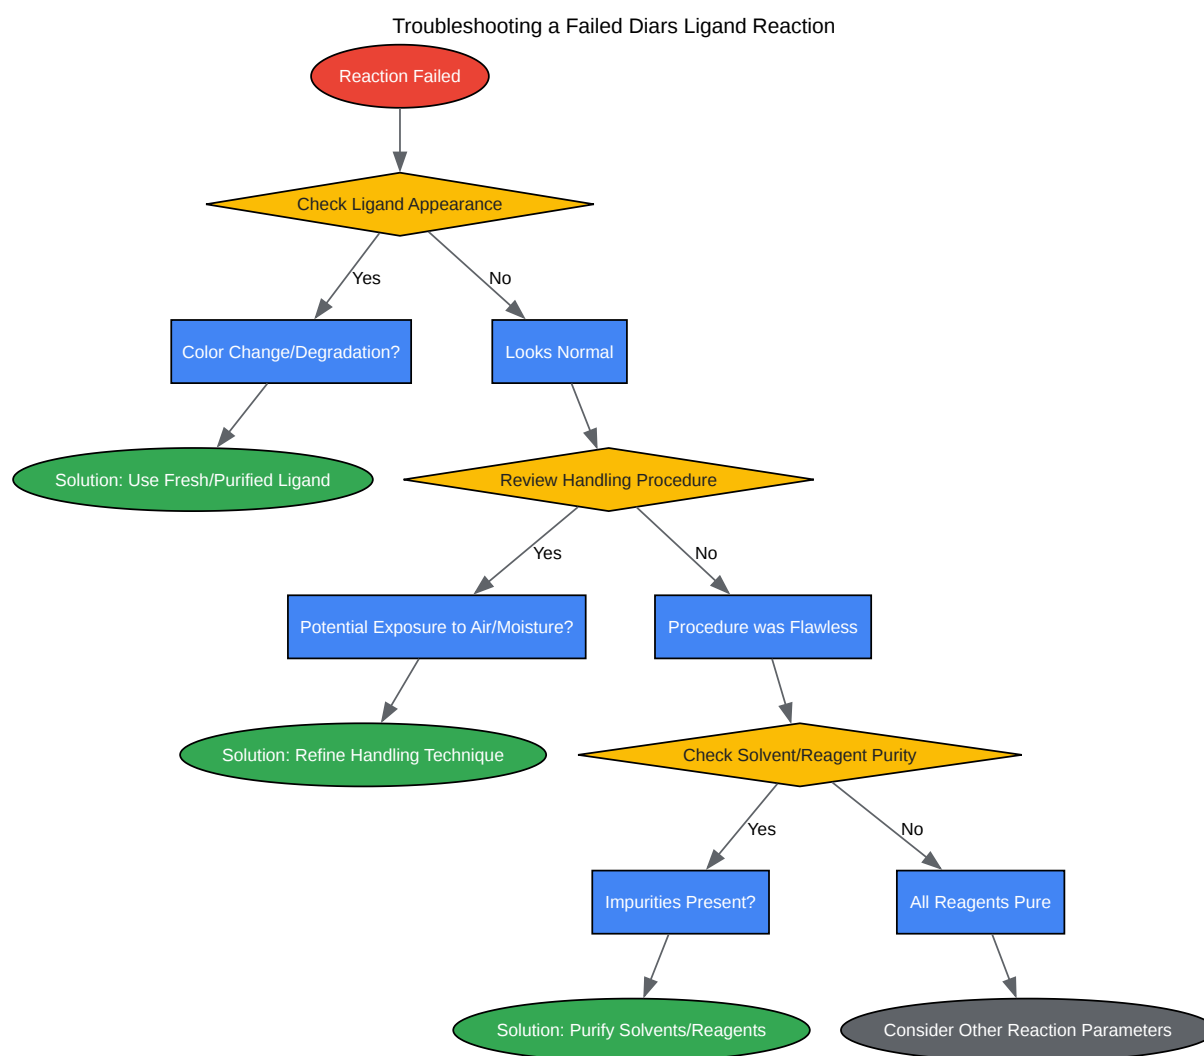 Troubleshooting a Failed Diars Ligand Reaction
Reaction Failed
Check Ligand Appearance
Yes
No
Color Change/Degradation?
Looks Normal
Solution: Use Fresh/Purified Ligand
Review Handling Procedure
Yes
No
Potential Exposure to Air/Moisture?
Procedure was Flawless
Solution: Refine Handling Technique
Check Solvent/Reagent Purity
Yes
No
Impurities Present?
All Reagents Pure
Solution: Purify Solvents/Reagents
Consider Other Reaction Parameters